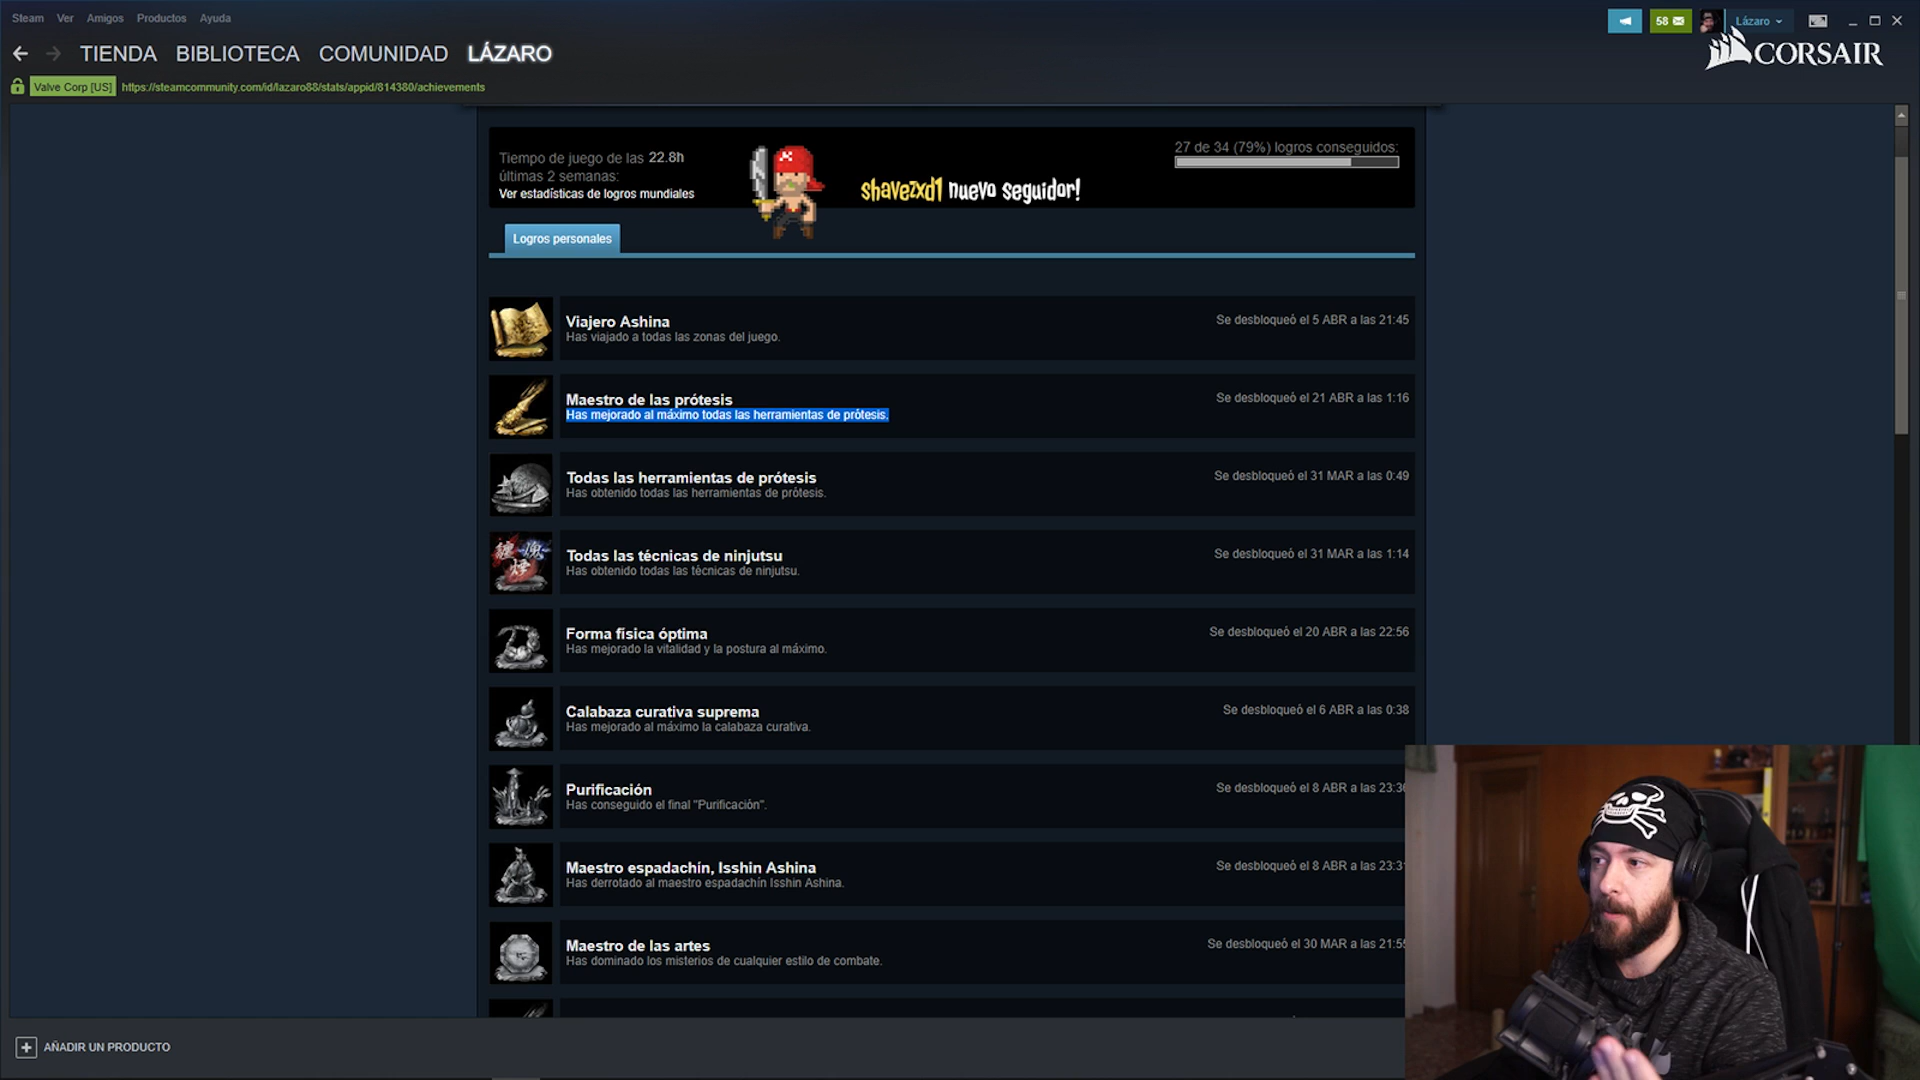 Steam Ver Amigos Productos Ayuda
58 Lázaro
TIENDA BIBLIOTECA COMUNIDAD LÁZARO
CORSAIR
Valve Corp [US] https://steamcommunity.com/id/lazaro88/stats/appid/814380/achievements
Tiempo de juego de las 22.8h
últimas 2 semanas:
Ver estadísticas de logros mundiales
shavezxd1 nuevo seguidor!
27 de 34 (79%) logros conseguidos:
Logros personales
Viajero Ashina
Has viajado a todas las zonas del juego.
Se desbloqueó el 5 ABR a las 21:45
Maestro de las prótesis
Has mejorado al máximo todas las herramientas de prótesis.
Se desbloqueó el 21 ABR a las 1:16
Todas las herramientas de prótesis
Has obtenido todas las herramientas de prótesis.
Se desbloqueó el 31 MAR a las 0:49
Todas las técnicas de ninjutsu
Has obtenido todas las técnicas de ninjutsu.
Se desbloqueó el 31 MAR a las 1:14
Forma física óptima
Has mejorado la vitalidad y la postura al máximo.
Se desbloqueó el 20 ABR a las 22:56
Calabaza curativa suprema
Has mejorado al máximo la calabaza curativa.
Se desbloqueó el 6 ABR a las 0:38
Purificación
Has conseguido el final "Purificación".
Se desbloqueó el 8 ABR a las
Maestro espadachín, Isshin Ashina
Has derrotado al maestro espadachín Isshin Ashina.
Se desbloqueó el 8 ABR a las
Maestro de las artes
Has dominado los misterios de cualquier estilo de combate.
Se desbloqueó el 30 MAR a las
AÑADIR UN PRODUCTO